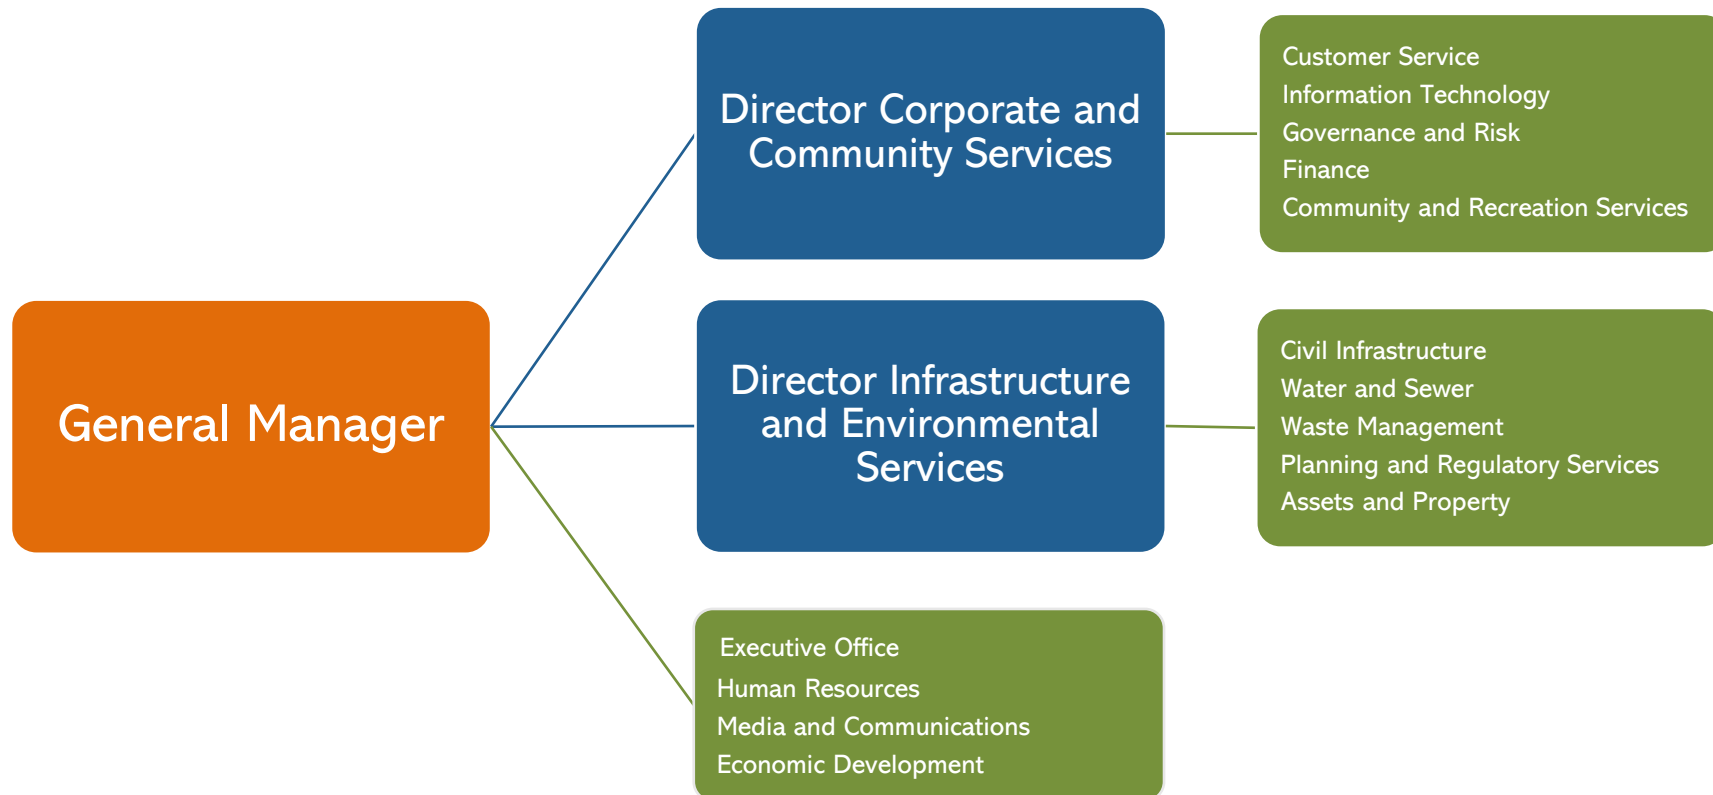 General Manager
Director Corporate and
Community Services
Customer Service
Information Technology
Governance and Risk
Finance
Community and Recreation Services
Director Infrastructure
and Environmental
Services
Civil Infrastructure
Water and Sewer
Waste Management
Planning and Regulatory Services
Assets and Property
Executive Office
Human Resources
Media and Communications
Economic Development